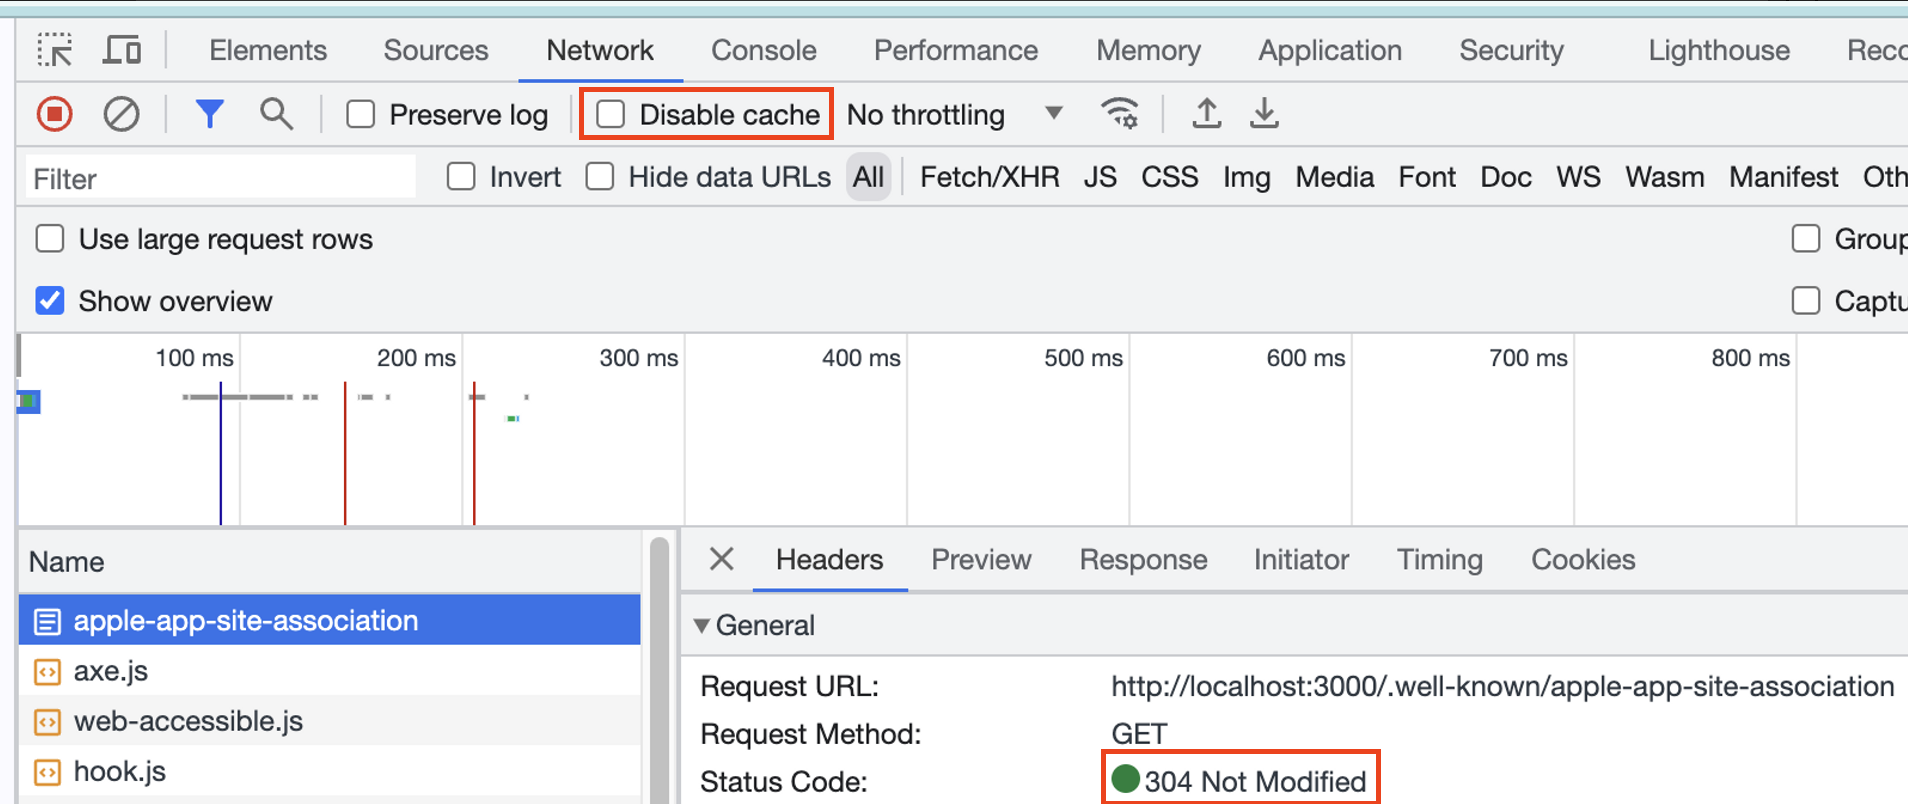 Elements Sources Network Console Performance Memory Application Security Lighthouse Reco
Preserve log Disable cache No throttling
Filter Invert Hide data URLs All Fetch/XHR JS CSS Img Media Font Doc WS Wasm Manifest Oth
Use large request rows Group
Show overview Captu
100 ms 200 ms 300 ms 400 ms 500 ms 600 ms 700 ms 800 ms
Name
apple-app-site-association
axe.js
web-accessible.js
hook.js
Headers Preview Response Initiator Timing Cookies
General
Request URL: http://localhost:3000/.well-known/apple-app-site-association
Request Method: GET
Status Code: 304 Not Modified